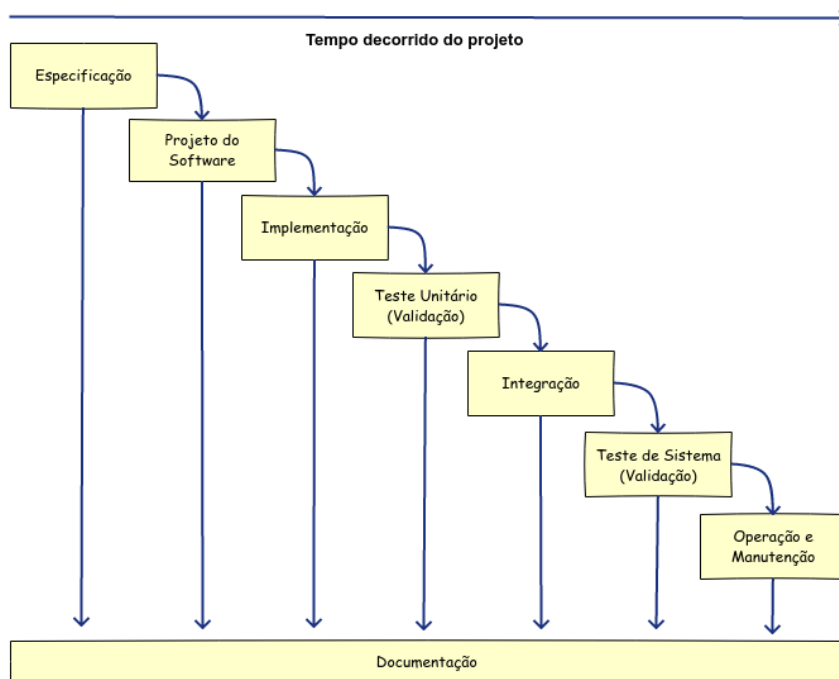 Tempo decorrido do projeto
Especificação
Projeto do
Software
Implementação
Teste Unitário
(Validação)
Integração
Teste de Sistema
(Validação)
Operação e
Manutenção
Documentação